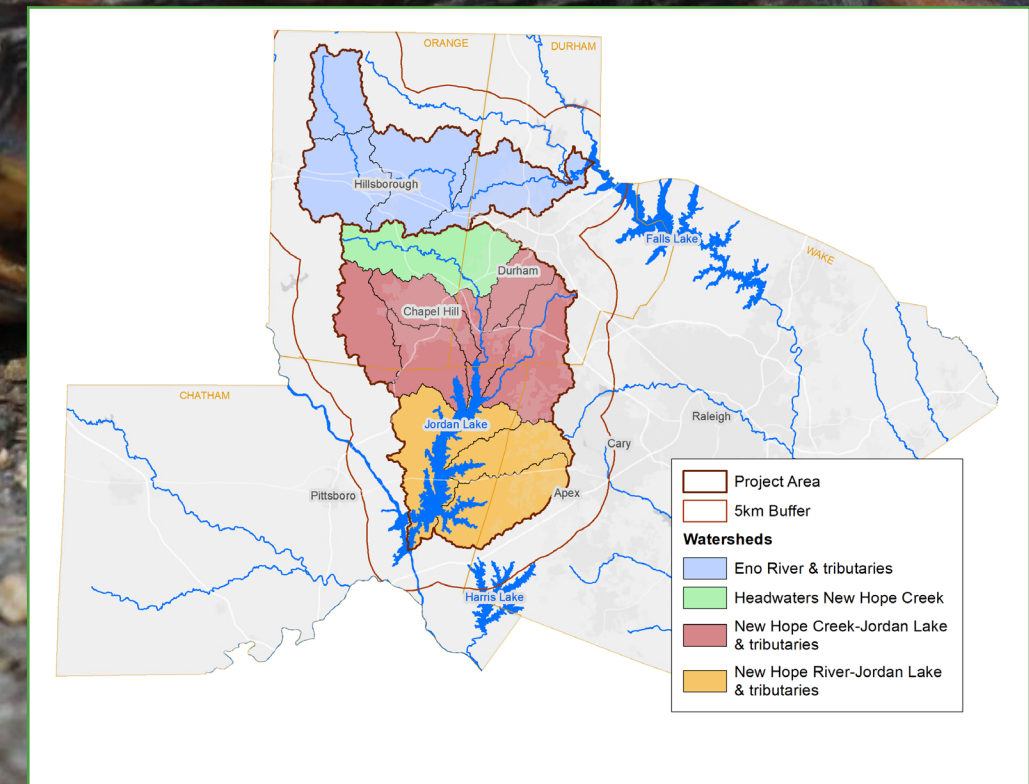 ORANGE
DURHAM
Hillsborough
Falls Lake
WAKE
Durham
Chapel Hill
CHATHAM
Jordan Lake
Raleigh
Cary
Pittsboro
Apex
Harris Lake
Project Area
5km Buffer
Watersheds
Eno River & tributaries
Headwaters New Hope Creek
New Hope Creek-Jordan Lake
& tributaries
New Hope River-Jordan Lake
& tributaries